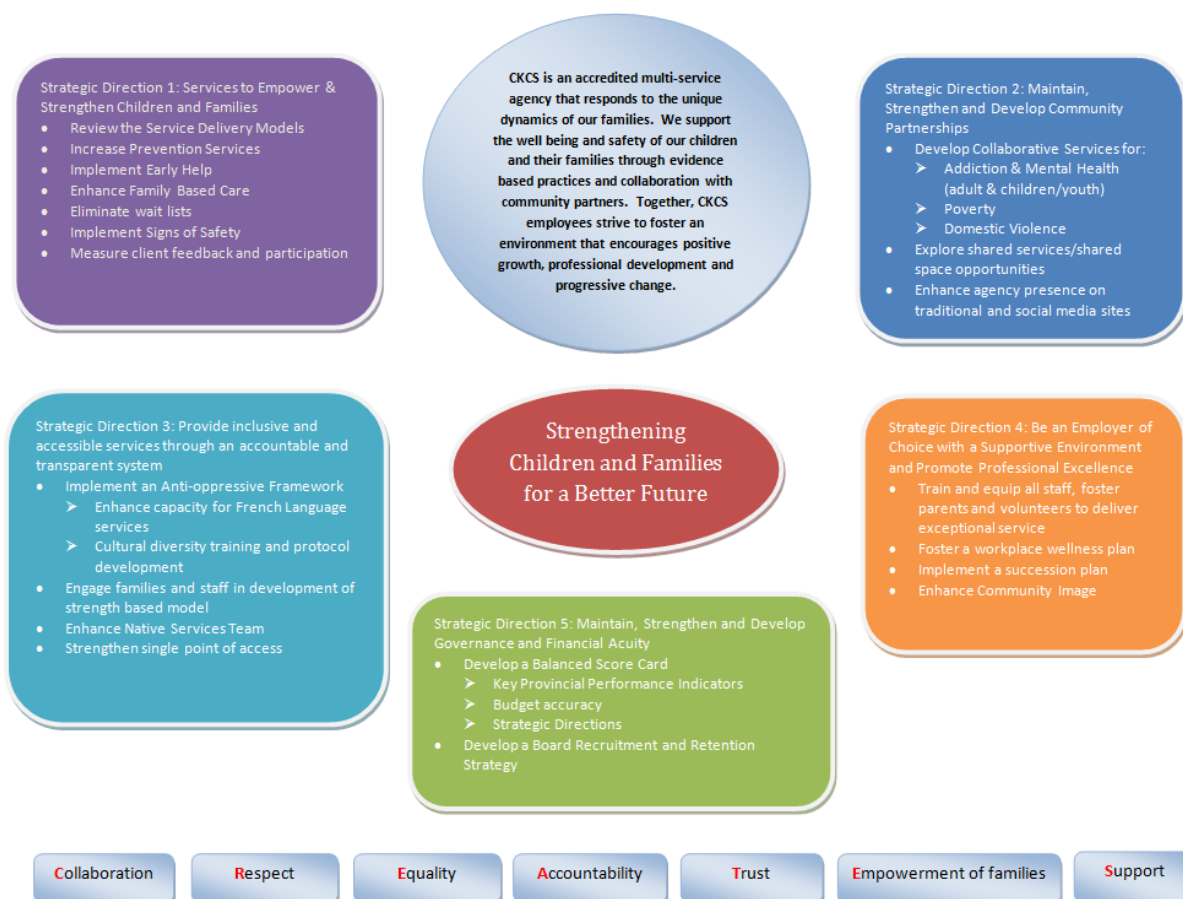 Strategic Direction 1: Services to Empower &
Strengthen Children and Families
• Review the Service Delivery Models
• Increase Prevention Services
• Implement Early Help
• Enhance Family Based Care
• Eliminate wait lists
• Implement Signs of Safety
• Measure client feedback and participation
CKCS is an accredited multi-service
agency that responds to the unique
dynamics of our families. We support
the well being and safety of our children
and their families through evidence
based practices and collaboration with
community partners. Together, CKCS
employees strive to foster an
environment that encourages positive
growth, professional development and
progressive change.
Strategic Direction 2: Maintain,
Strengthen and Develop Community
Partnerships
• Develop Collaborative Services for:
➢ Addiction & Mental Health
(adult & children/youth)
➢ Poverty
➢ Domestic Violence
• Explore shared services/shared
space opportunities
• Enhance agency presence on
traditional and social media sites
Strategic Direction 3: Provide inclusive and
accessible services through an accountable and
transparent system
• Implement an Anti-oppressive Framework
➢ Enhance capacity for French Language
services
➢ Cultural diversity training and protocol
development
• Engage families and staff in development of
strength based model
• Enhance Native Services Team
• Strengthen single point of access
Strengthening
Children and Families
for a Better Future
Strategic Direction 4: Be an Employer of
Choice with a Supportive Environment
and Promote Professional Excellence
• Train and equip all staff, foster
parents and volunteers to deliver
exceptional service
• Foster a workplace wellness plan
• Implement a succession plan
• Enhance Community Image
Strategic Direction 5: Maintain, Strengthen and Develop
Governance and Financial Acuity
• Develop a Balanced Score Card
➢ Key Provincial Performance Indicators
➢ Budget accuracy
➢ Strategic Directions
• Develop a Board Recruitment and Retention
Strategy
Collaboration
Respect
Equality
Accountability
Trust
Empowerment of families
Support